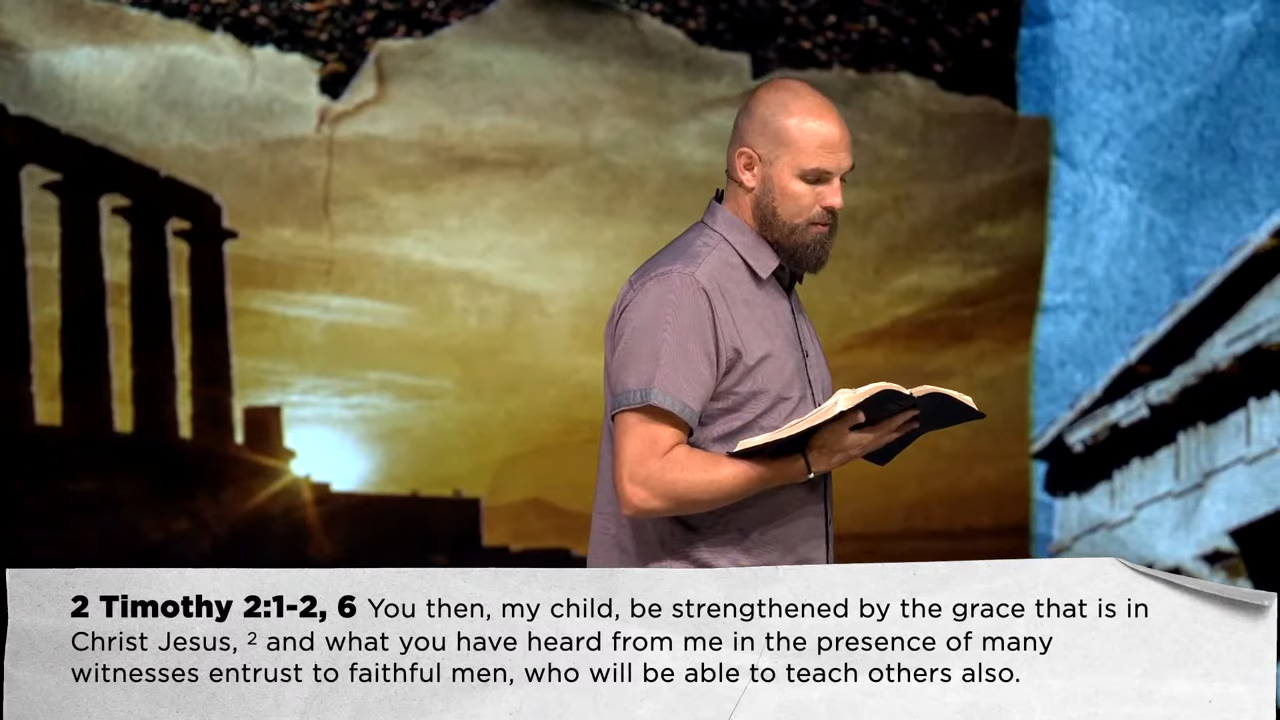 2 Timothy 2:1-2, 6 You then, my child, be strengthened by the grace that is in
Christ Jesus, ² and what you have heard from me in the presence of many
witnesses entrust to faithful men, who will be able to teach others also.